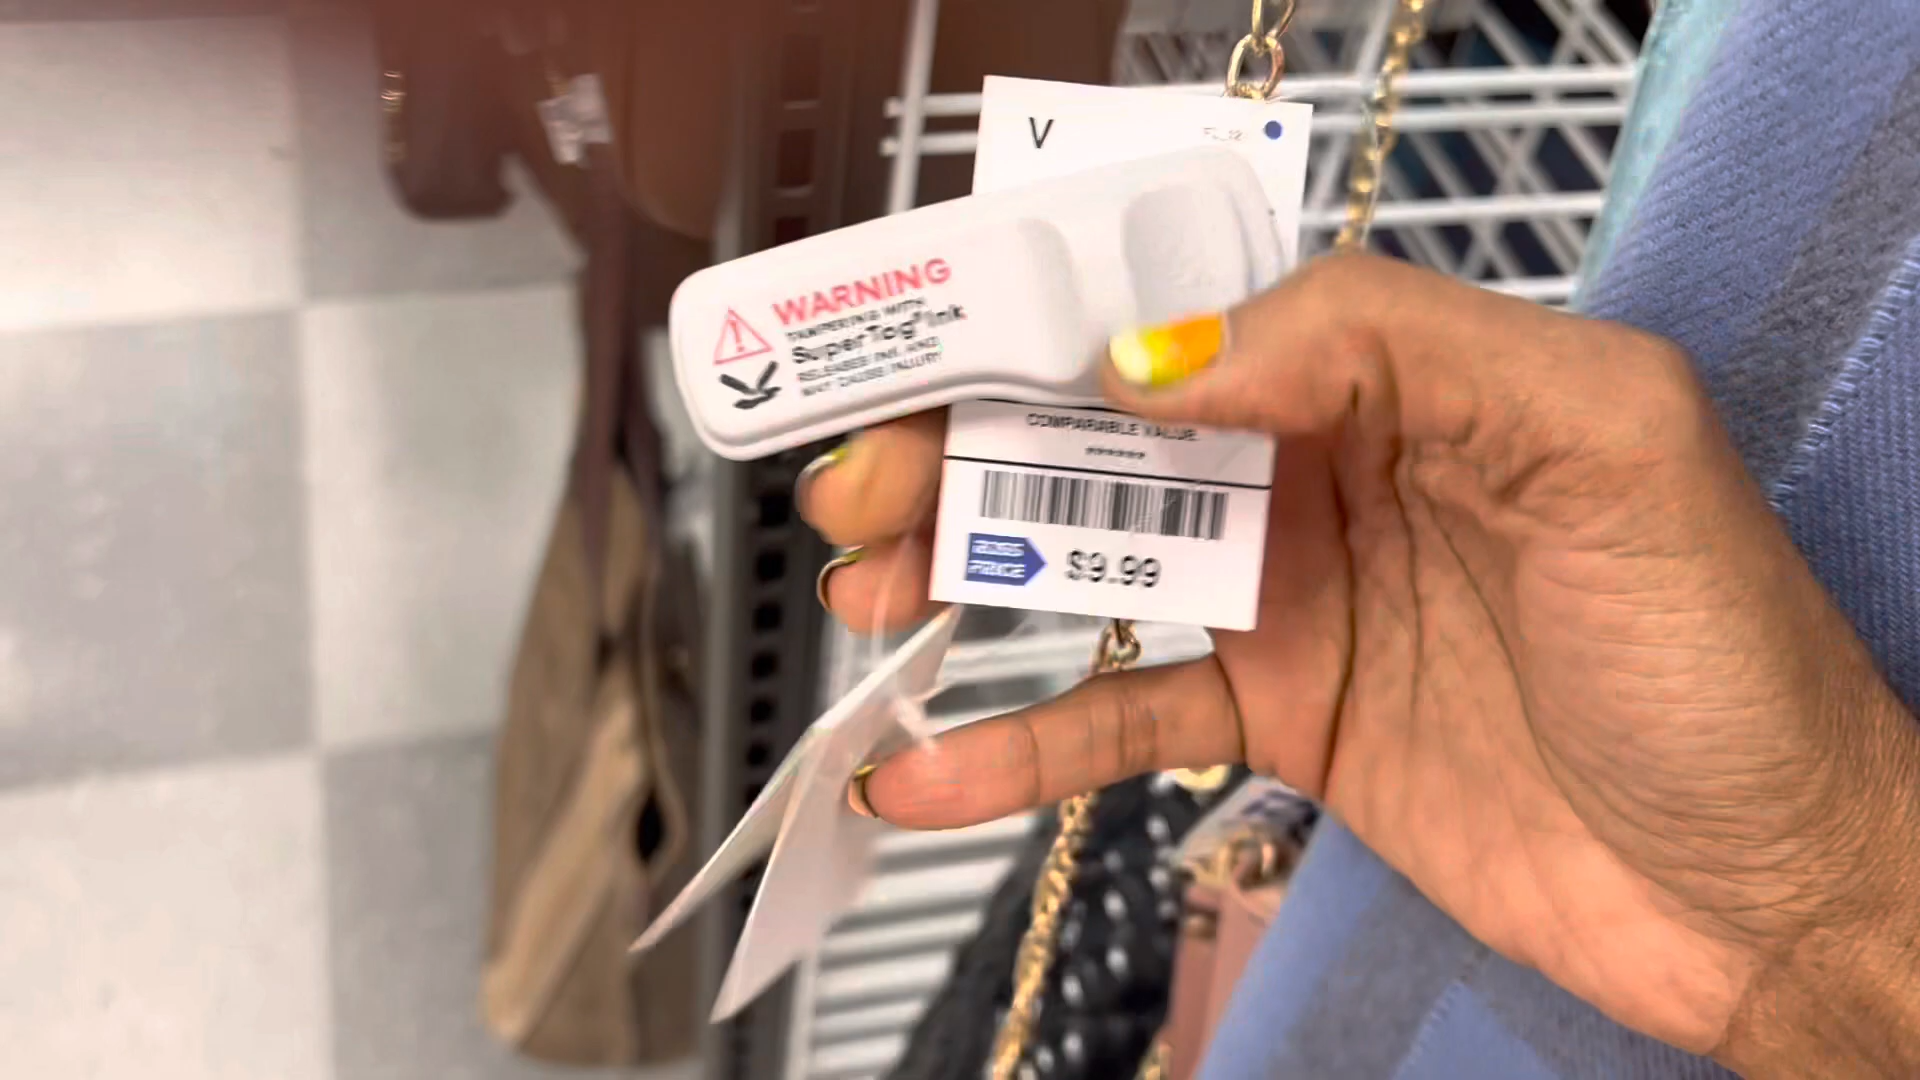 V
WARNING
TAMPERING WITH
SuperTag® Ink
RELEASES INK AND
MAY CAUSE INJURY
COMPARABLE VALUE
******
ROSS
PRICE
$9.99